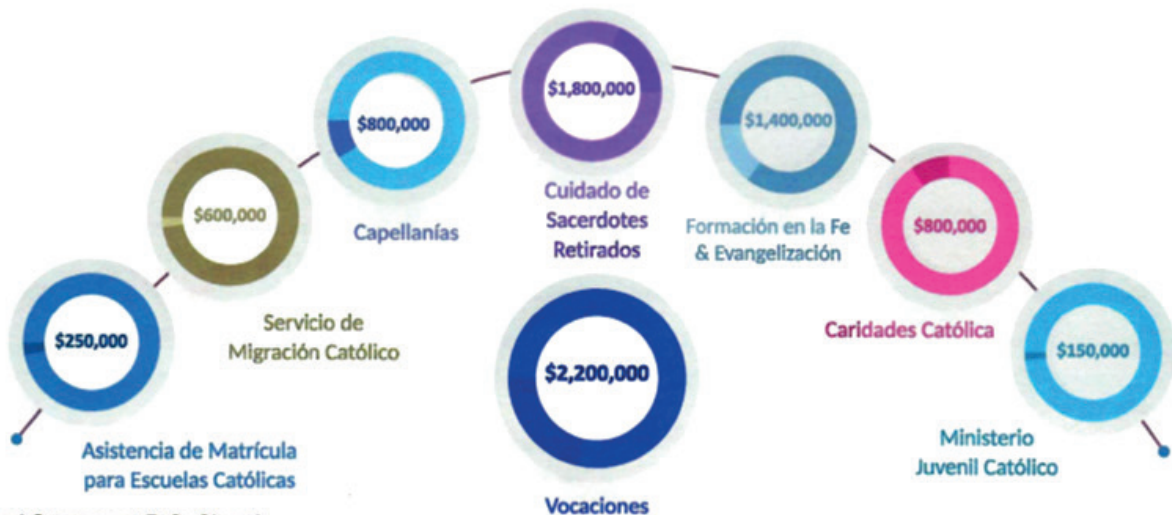 $250,000
Asistencia de Matrícula
para Escuelas Católicas
$600,000
Servicio de
Migración Católico
$800,000
Capellanías
$1,800,000
Cuidado de
Sacerdotes
Retirados
$1,400,000
Formación en la Fe
& Evangelización
$800,000
Caridades Católica
$150,000
Ministerio
Juvenil Católico
$2,200,000
Vocaciones